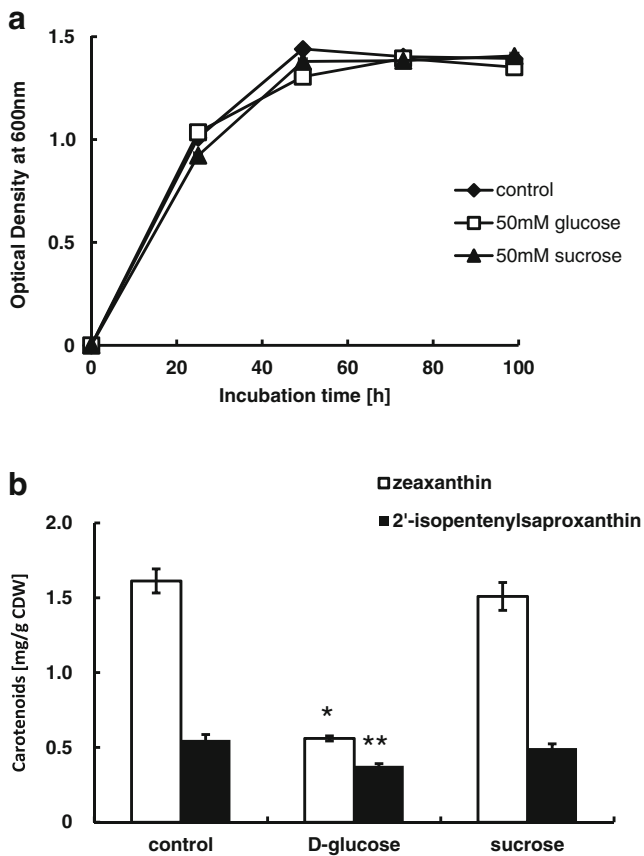 a
1.5
1.0
0.5
0
Optical Density at 600nm
control
50mM glucose
50mM sucrose
0 20 40 60 80 100
Incubation time [h]
b
zeaxanthin
2'-isopentenylsaproxanthin
2.0
1.5
1.0
0.5
0
Carotenoids [mg/g CDW]
*
**
control D-glucose sucrose